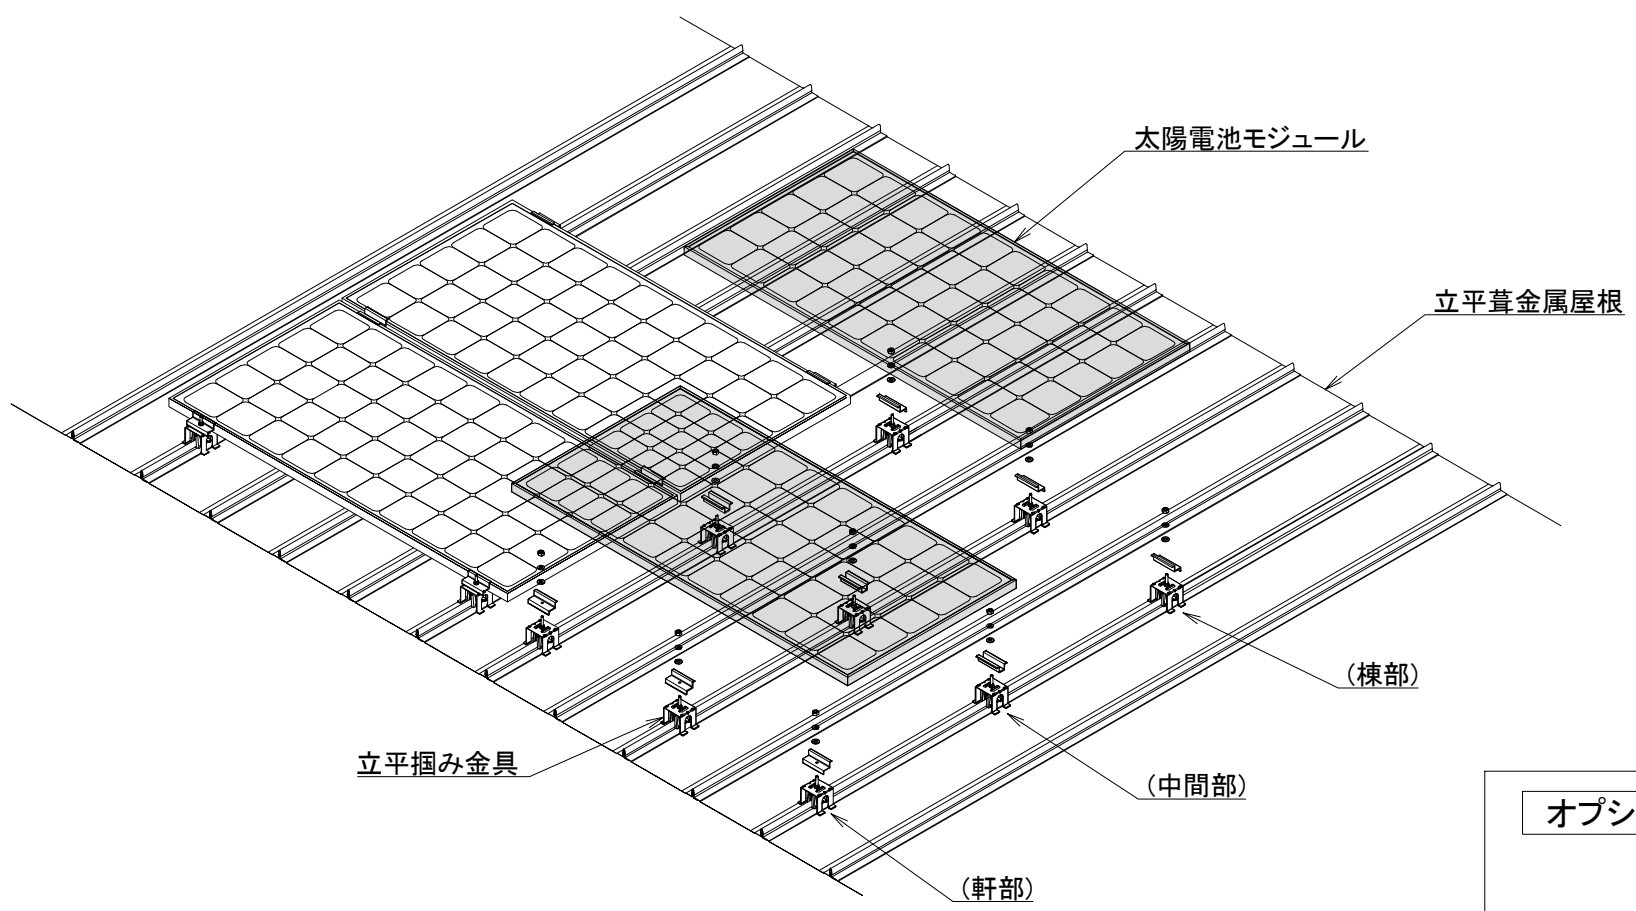 太陽電池モジュール
立平葺金属屋根
(棟部)
立平掴み金具
(中間部)
オプシ
(軒部)